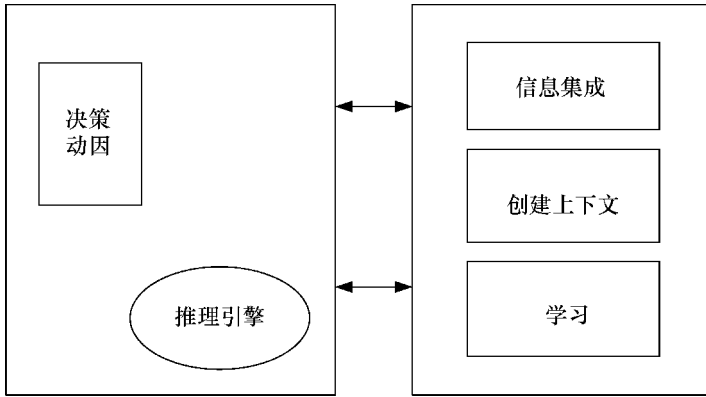 决策
动因
推理引擎
信息集成
创建上下文
学习